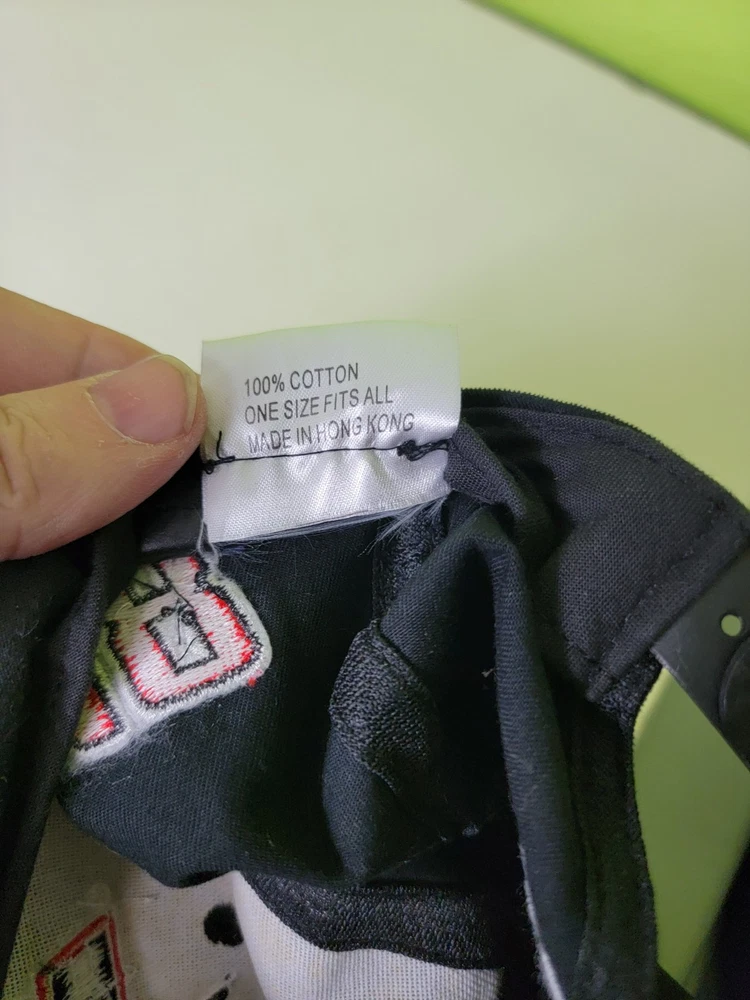 100% COTTON
ONE SIZE FITS ALL
MADE IN HONG KONG